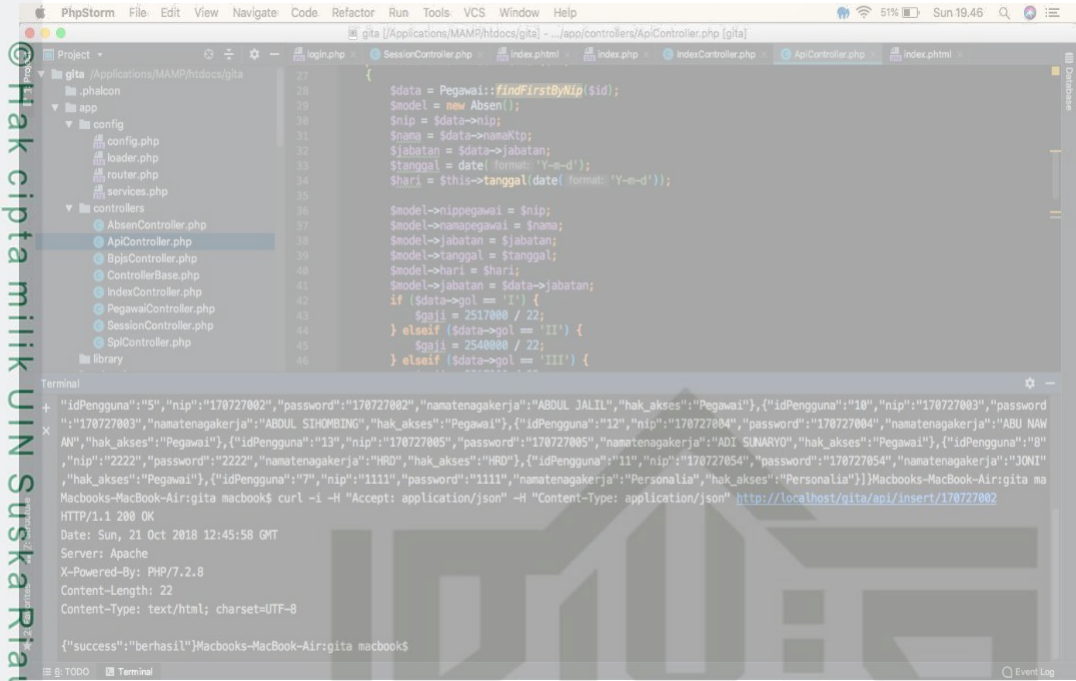 PhpStorm File Edit View Navigate Code Refactor Run Tools VCS Window Help 51% Sun 19.46
gita [/Applications/MAMP/htdocs/gita] - .../app/controllers/ApiController.php [gita]
Project
login.php SessionController.php index.phtml index.php IndexController.php ApiController.php index.phtml
gita /Applications/MAMP/htdocs/gita
.phalcon
app
config
config.php
loader.php
router.php
services.php
controllers
AbsenController.php
ApiController.php
BpjsController.php
ControllerBase.php
IndexController.php
PegawaiController.php
SessionController.php
SplController.php
library
27 {
28 $data = Pegawai::findFirstByNip($id);
29 $model = new Absen();
30 $nip = $data->nip;
31 $nama = $data->namaKtp;
32 $jabatan = $data->jabatan;
33 $tanggal = date( format: 'Y-m-d');
34 $hari = $this->tanggal(date( format: 'Y-m-d'));
35
36 $model->nippegawai = $nip;
37 $model->namapegawai = $nama;
38 $model->jabatan = $jabatan;
39 $model->tanggal = $tanggal;
40 $model->hari = $hari;
41 $model->jabatan = $data->jabatan;
42 if ($data->gol == 'I') {
43 $gaji = 2517000 / 22;
44 } elseif ($data->gol == 'II') {
45 $gaji = 2540000 / 22;
46 } elseif ($data->gol == 'III') {
Database
Terminal
"idPengguna":"5","nip":"170727002","password":"170727002","namatenagakerja":"ABDUL JALIL","hak_akses":"Pegawai"},{"idPengguna":"10","nip":"170727003","password
":"170727003","namatenagakerja":"ABDUL SIHOMBING","hak_akses":"Pegawai"},{"idPengguna":"12","nip":"170727004","password":"170727004","namatenagakerja":"ABU NAW
AN","hak_akses":"Pegawai"},{"idPengguna":"13","nip":"170727005","password":"170727005","namatenagakerja":"ADI SUNARYO","hak_akses":"Pegawai"},{"idPengguna":"8"
,"nip":"2222","password":"2222","namatenagakerja":"HRD","hak_akses":"HRD"},{"idPengguna":"11","nip":"170727054","password":"170727054","namatenagakerja":"JONI"
,"hak_akses":"Pegawai"},{"idPengguna":"7","nip":"1111","password":"1111","namatenagakerja":"Personalia","hak_akses":"Personalia"}]}Macbooks-MacBook-Air:gita ma
Macbooks-MacBook-Air:gita macbook$ curl -i -H "Accept: application/json" -H "Content-Type: application/json" http://localhost/gita/api/insert/170727002
HTTP/1.1 200 OK
Date: Sun, 21 Oct 2018 12:45:58 GMT
Server: Apache
X-Powered-By: PHP/7.2.8
Content-Length: 22
Content-Type: text/html; charset=UTF-8
{"success":"berhasil"}Macbooks-MacBook-Air:gita macbook$
6: TODO Terminal Event Log
© Hak cipta milik UIN Suska Riau